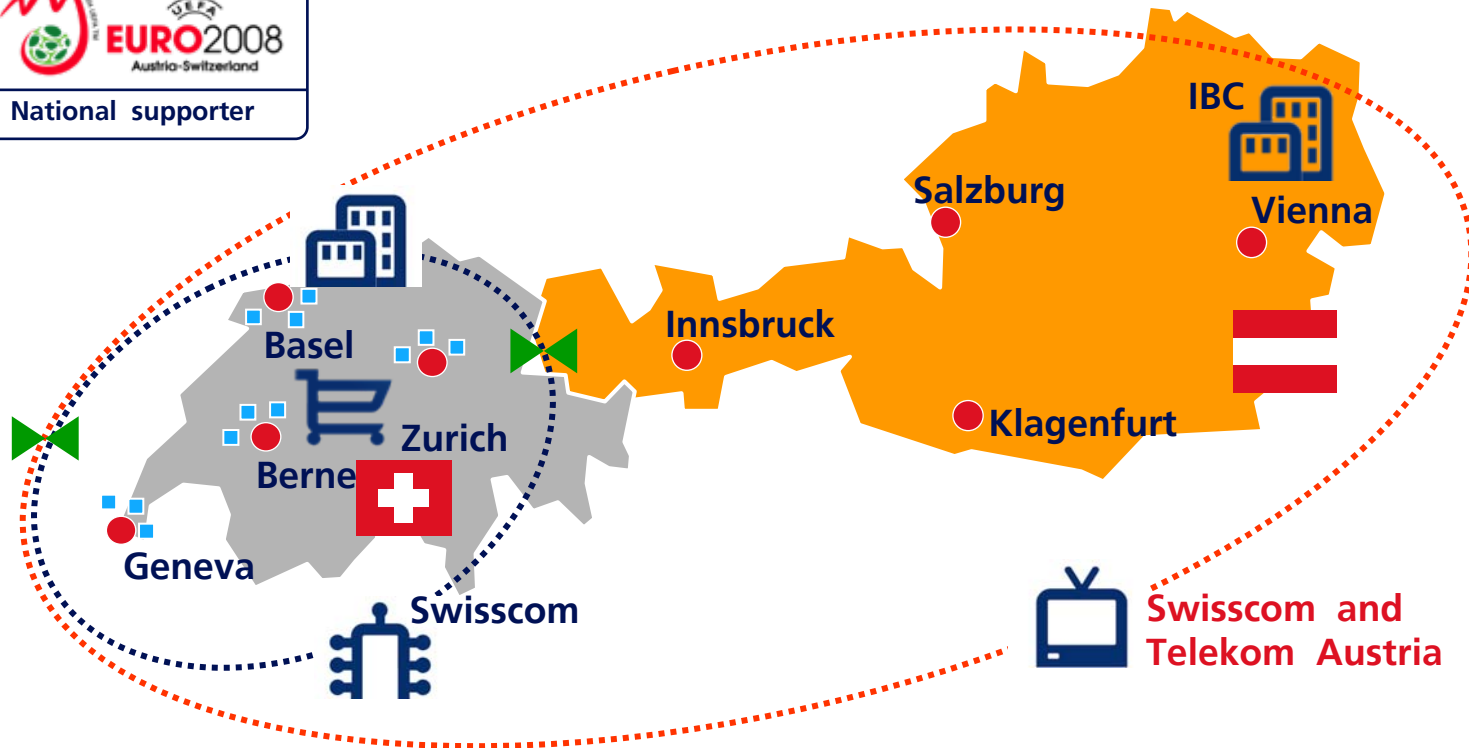 UEFA
EURO2008
Austria-Switzerland
National supporter
IBC
Salzburg
Vienna
Innsbruck
Basel
Klagenfurt
Zurich
Berne
Geneva
Swisscom
Swisscom and
Telekom Austria